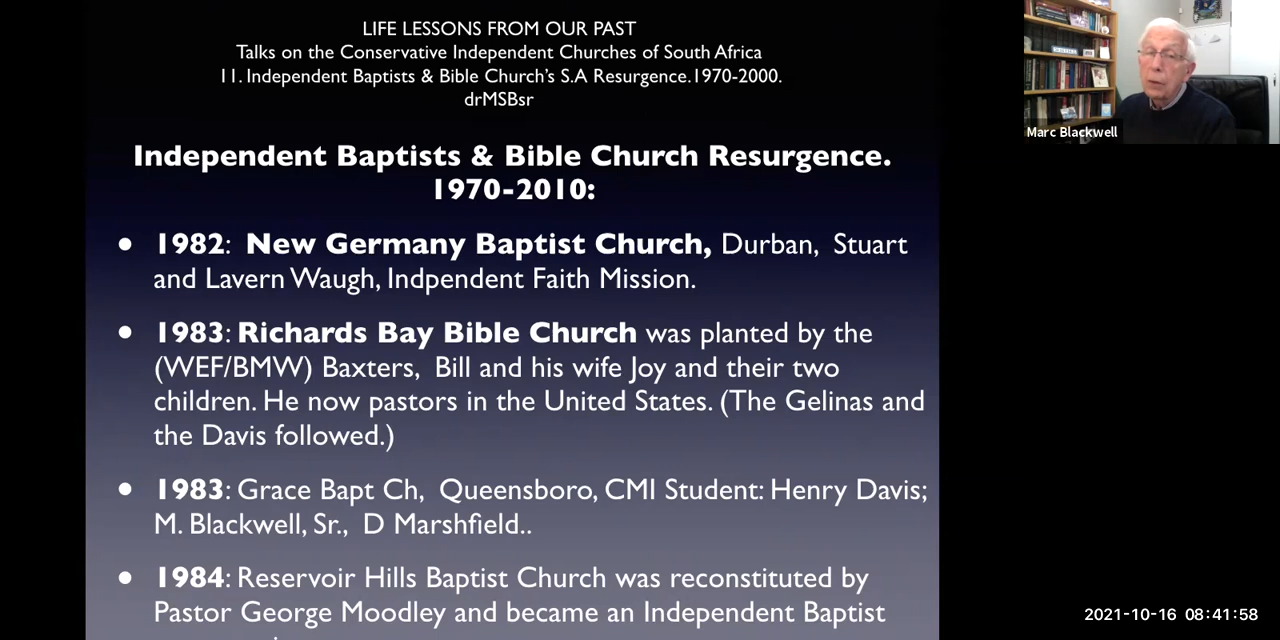 LIFE LESSONS FROM OUR PAST
Talks on the Conservative Independent Churches of South Africa
11. Independent Baptists & Bible Church's S.A Resurgence.1970-2000.
drMSBsr
Independent Baptists & Bible Church Resurgence.
1970-2010:
• 1982: New Germany Baptist Church, Durban, Stuart
and Lavern Waugh, Indpendent Faith Mission.
• 1983: Richards Bay Bible Church was planted by the
(WEF/BMW) Baxters, Bill and his wife Joy and their two
children. He now pastors in the United States. (The Gelinas and
the Davis followed.)
• 1983: Grace Bapt Ch, Queensboro, CMI Student: Henry Davis;
M. Blackwell, Sr., D Marshfield..
• 1984: Reservoir Hills Baptist Church was reconstituted by
Pastor George Moodley and became an Independent Baptist
Marc Blackwell
2021-10-16 08:41:58